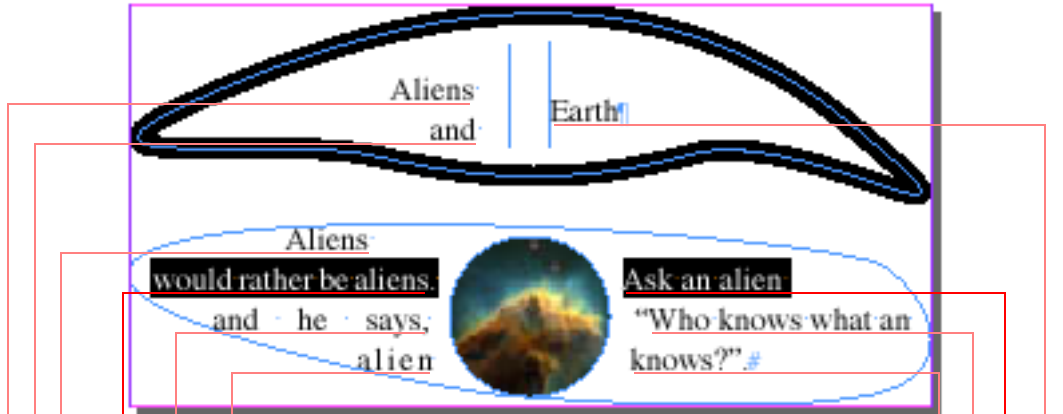 Aliens
and
Earth¶
Aliens
would rather be aliens.
and he says,
alien
Ask an alien
“Who knows what an
knows?”.#